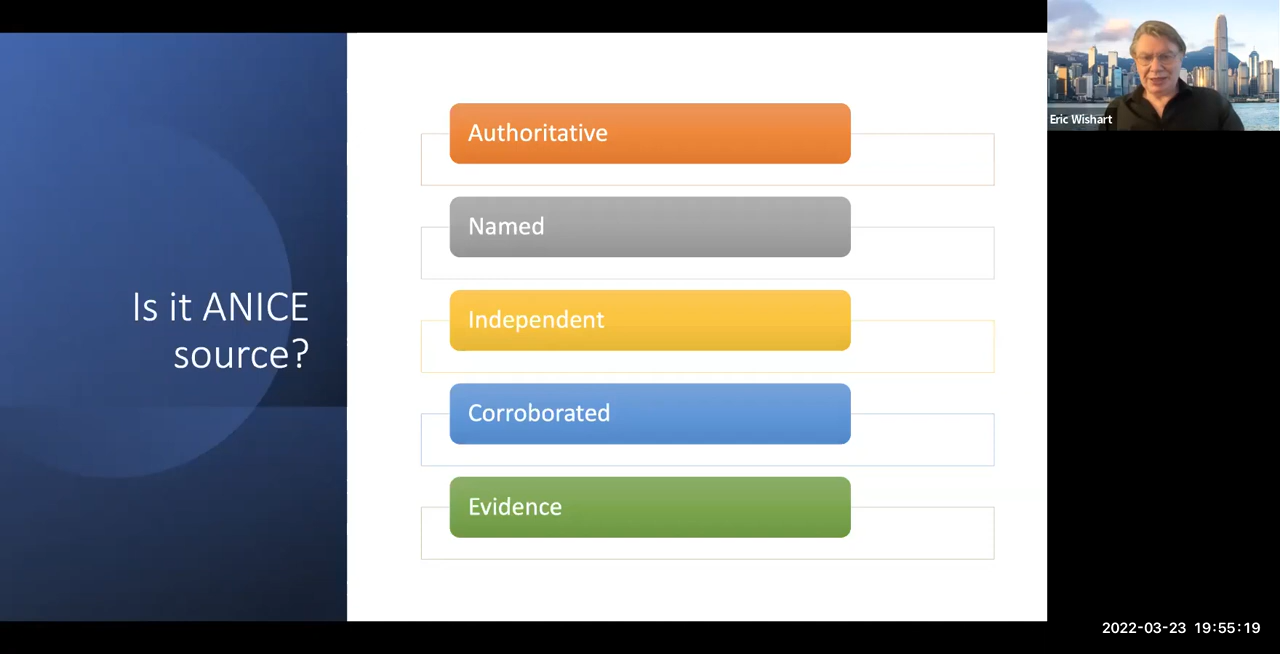 Is it ANICE
source?
Authoritative
Named
Independent
Corroborated
Evidence
Eric Wishart
2022-03-23 19:55:19